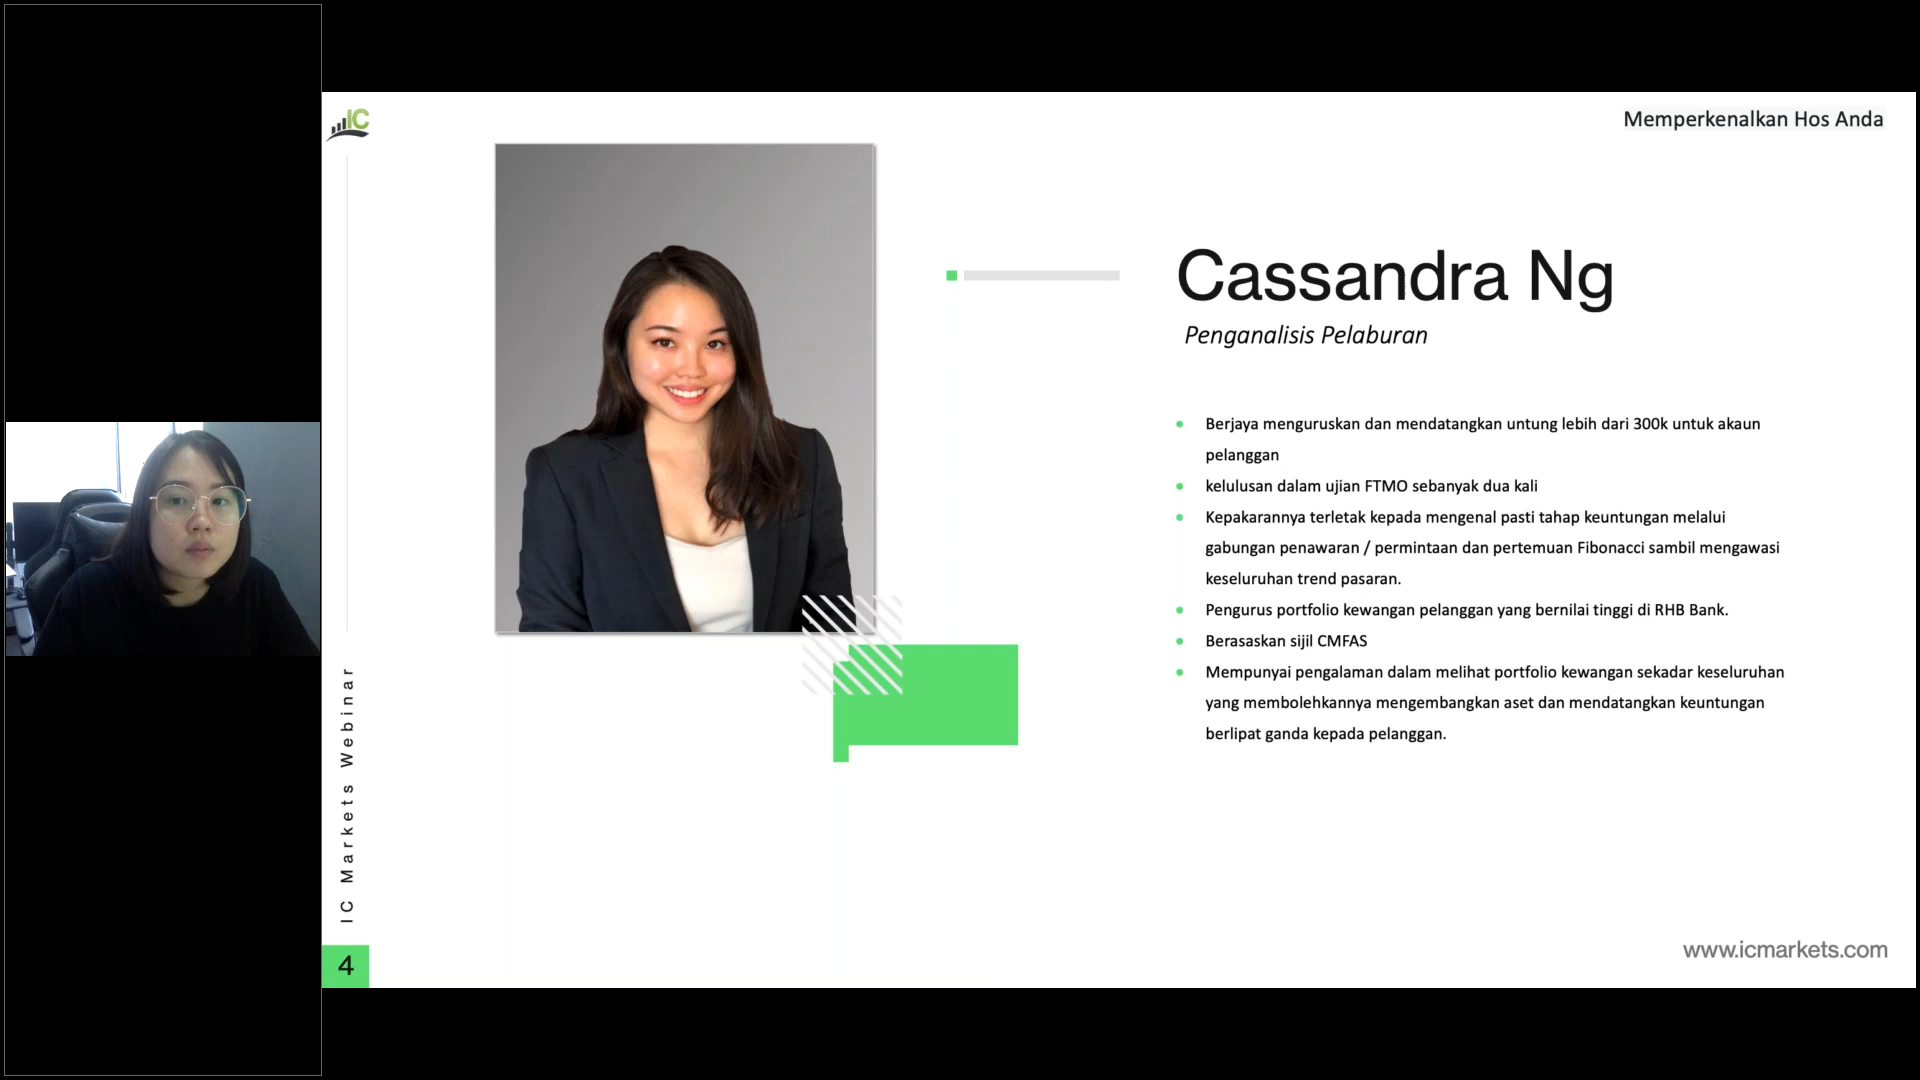 IC
Memperkenalkan Hos Anda
Cassandra Ng
Penganalisis Pelaburan
Berjaya menguruskan dan mendatangkan untung lebih dari 300k untuk akaun
pelanggan
kelulusan dalam ujian FTMO sebanyak dua kali
Kepakarannya terletak kepada mengenal pasti tahap keuntungan melalui
gabungan penawaran / permintaan dan pertemuan Fibonacci sambil mengawasi
keseluruhan trend pasaran.
Pengurus portfolio kewangan pelanggan yang bernilai tinggi di RHB Bank.
Berasaskan sijil CMFAS
Mempunyai pengalaman dalam melihat portfolio kewangan sekadar keseluruhan
yang membolehkannya mengembangkan aset dan mendatangkan keuntungan
berlipat ganda kepada pelanggan.
IC Markets Webinar
4
www.icmarkets.com